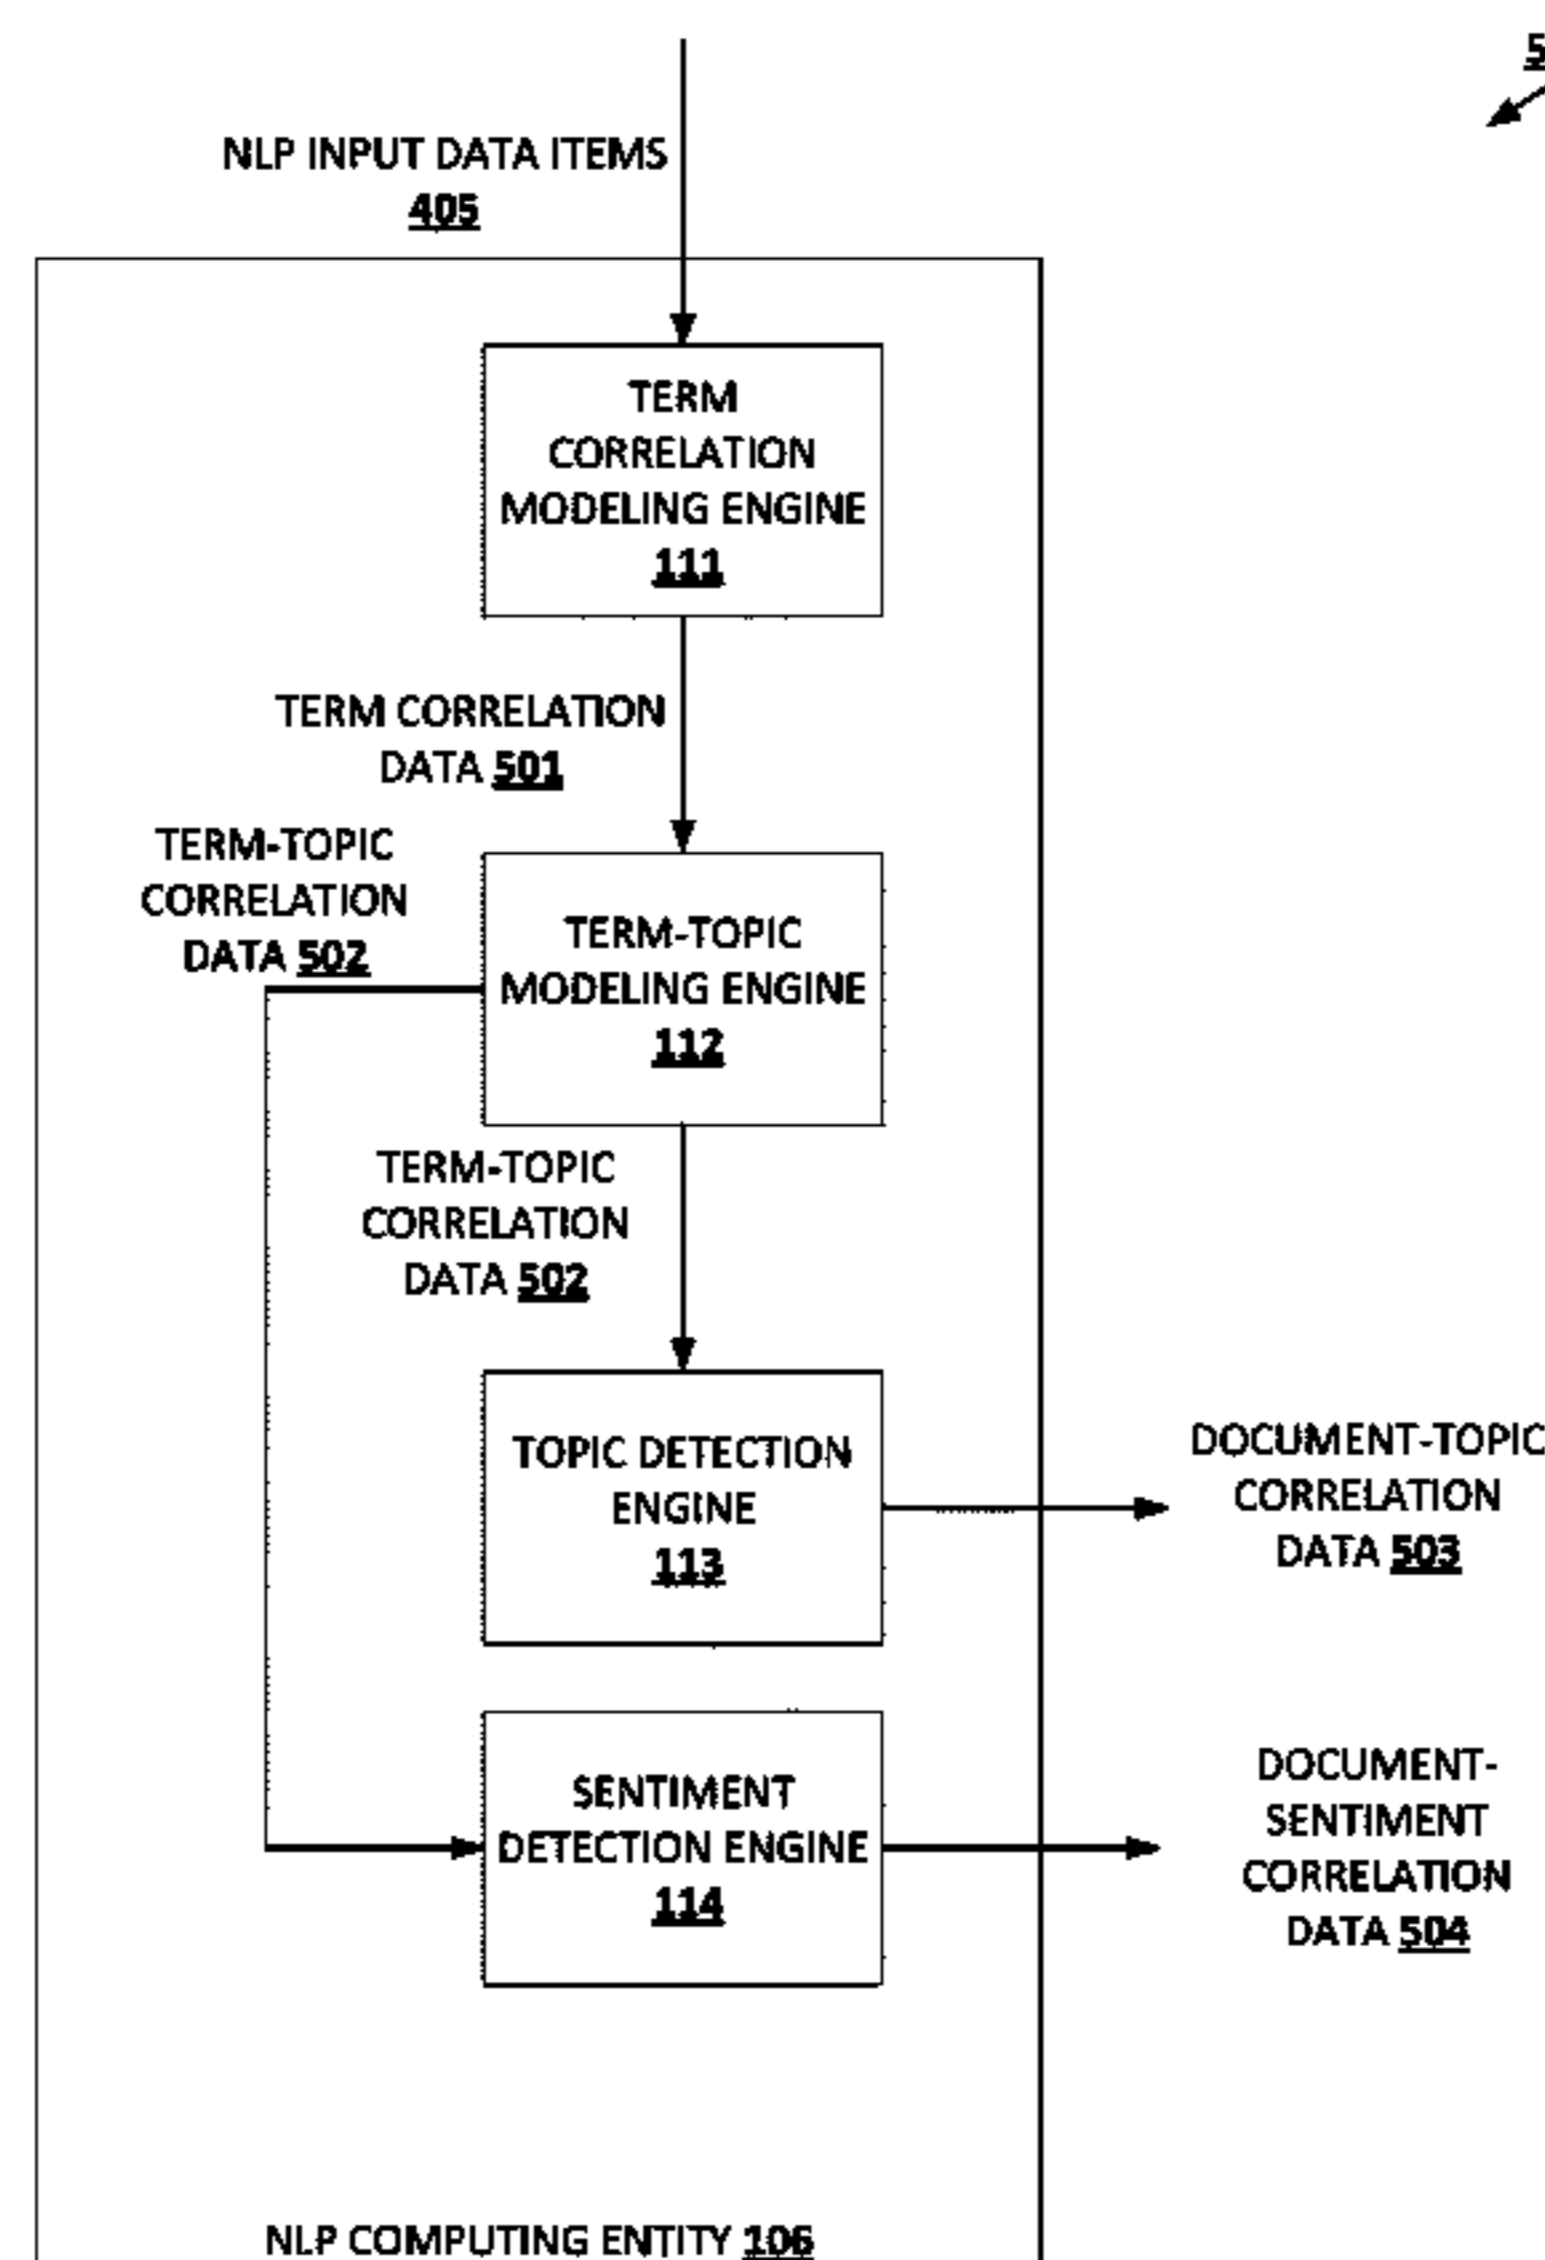 5
NLP INPUT DATA ITEMS
405
TERM
CORRELATION
MODELING ENGINE
111
TERM CORRELATION
DATA 501
TERM-TOPIC
CORRELATION
DATA 502
TERM-TOPIC
MODELING ENGINE
112
TERM-TOPIC
CORRELATION
DATA 502
TOPIC DETECTION
ENGINE
113
DOCUMENT-TOPIC
CORRELATION
DATA 503
SENTIMENT
DETECTION ENGINE
114
DOCUMENT-
SENTIMENT
CORRELATION
DATA 504
NLP COMPUTING ENTITY 106